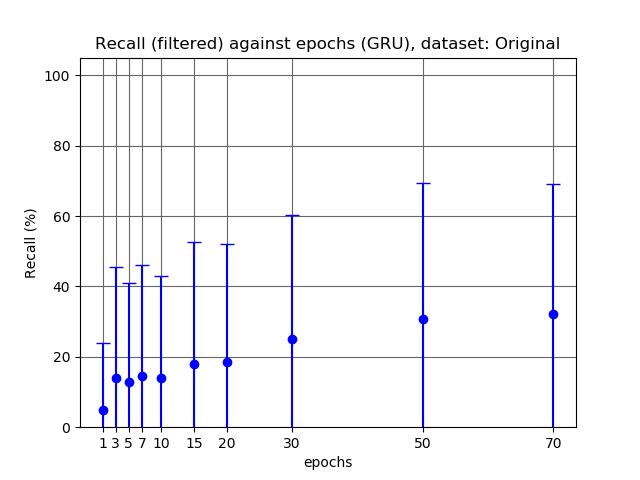 Recall (filtered) against epochs (GRU), dataset: Original
100
80
60
40
20
0
Recall (%)
1 3 5 7 10 15 20 30 50 70
epochs